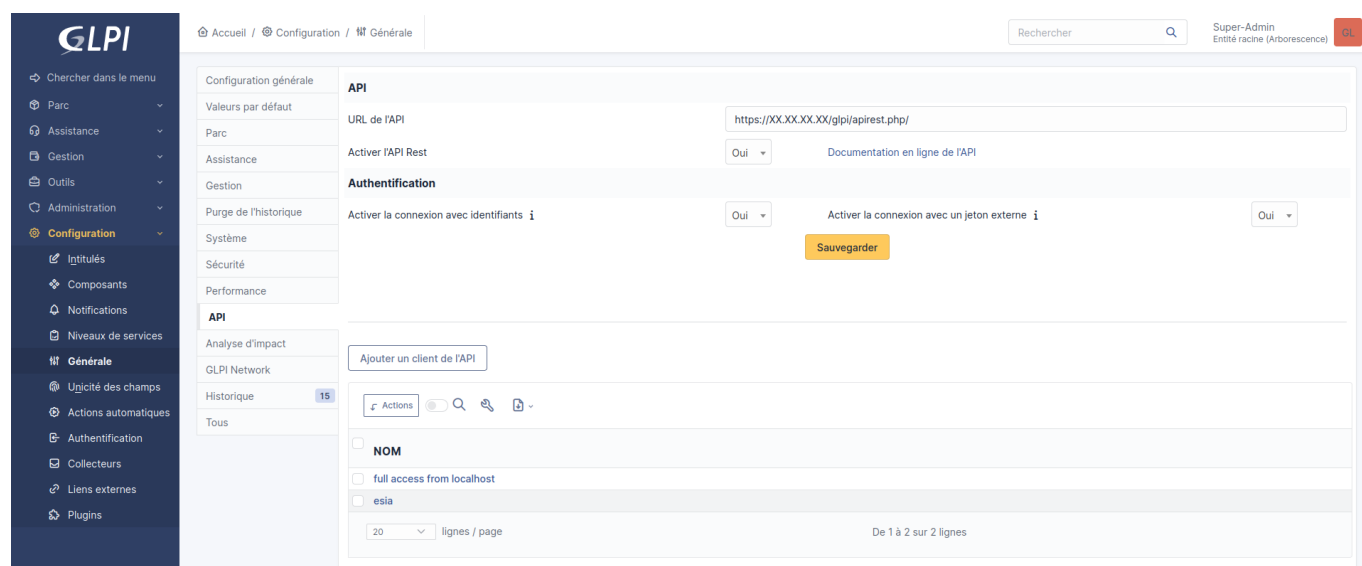 GLPI
Accueil / Configuration / Générale
Rechercher
Super-Admin
Entité racine (Arborescence)
GL
Chercher dans le menu
Parc
Assistance
Gestion
Outils
Administration
Configuration
Intitulés
Composants
Notifications
Niveaux de services
Générale
Unicité des champs
Actions automatiques
Authentification
Collecteurs
Liens externes
Plugins
Configuration générale
Valeurs par défaut
Parc
Assistance
Gestion
Purge de l'historique
Système
Sécurité
Performance
API
Analyse d'impact
GLPI Network
Historique 15
Tous
API
URL de l'API https://XX.XX.XX.XX/glpi/apirest.php/
Activer l'API Rest Oui Documentation en ligne de l'API
Authentification
Activer la connexion avec identifiants i Oui Activer la connexion avec un jeton externe i Oui
Sauvegarder
Ajouter un client de l'API
Actions
NOM
full access from localhost
esia
20 lignes / page De 1 à 2 sur 2 lignes